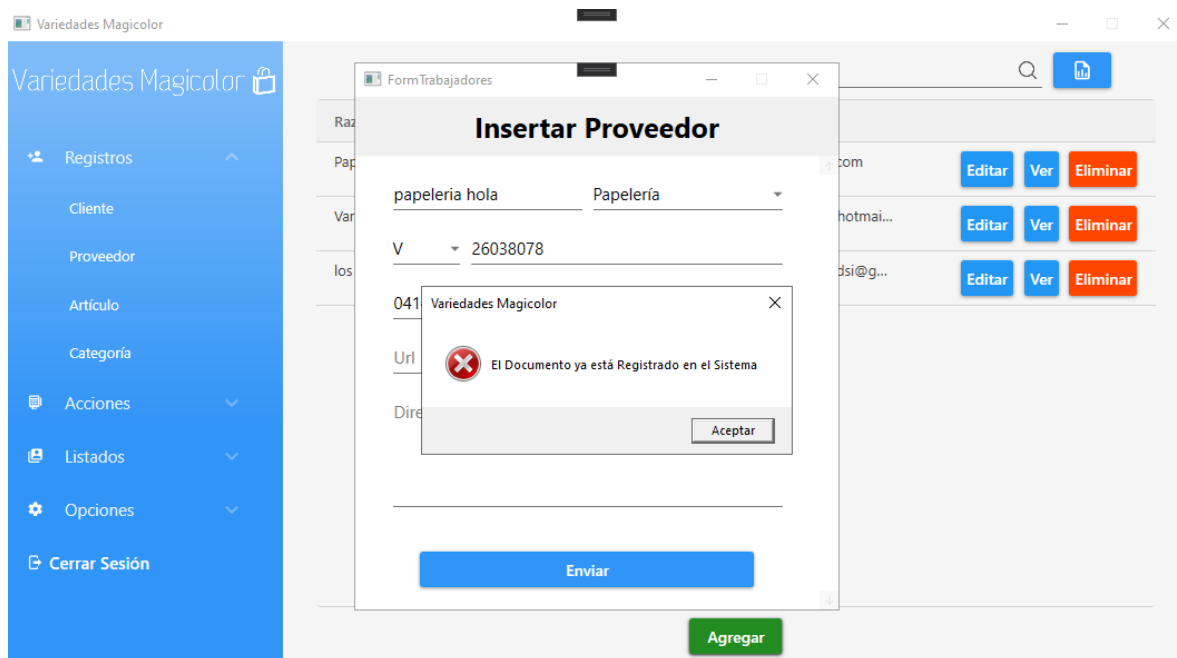 Variedades Magicolor
Variedades Magicolor
Registros
Cliente
Proveedor
Artículo
Categoría
Acciones
Listados
Opciones
Cerrar Sesión
FormTrabajadores
Insertar Proveedor
papeleria hola Papelería
V 26038078
041
Url
Dire
Enviar
Variedades Magicolor
El Documento ya está Registrado en el Sistema
Aceptar
Raz
Pap com Editar Ver Eliminar
Var hotmai... Editar Ver Eliminar
los dsi@g... Editar Ver Eliminar
Agregar